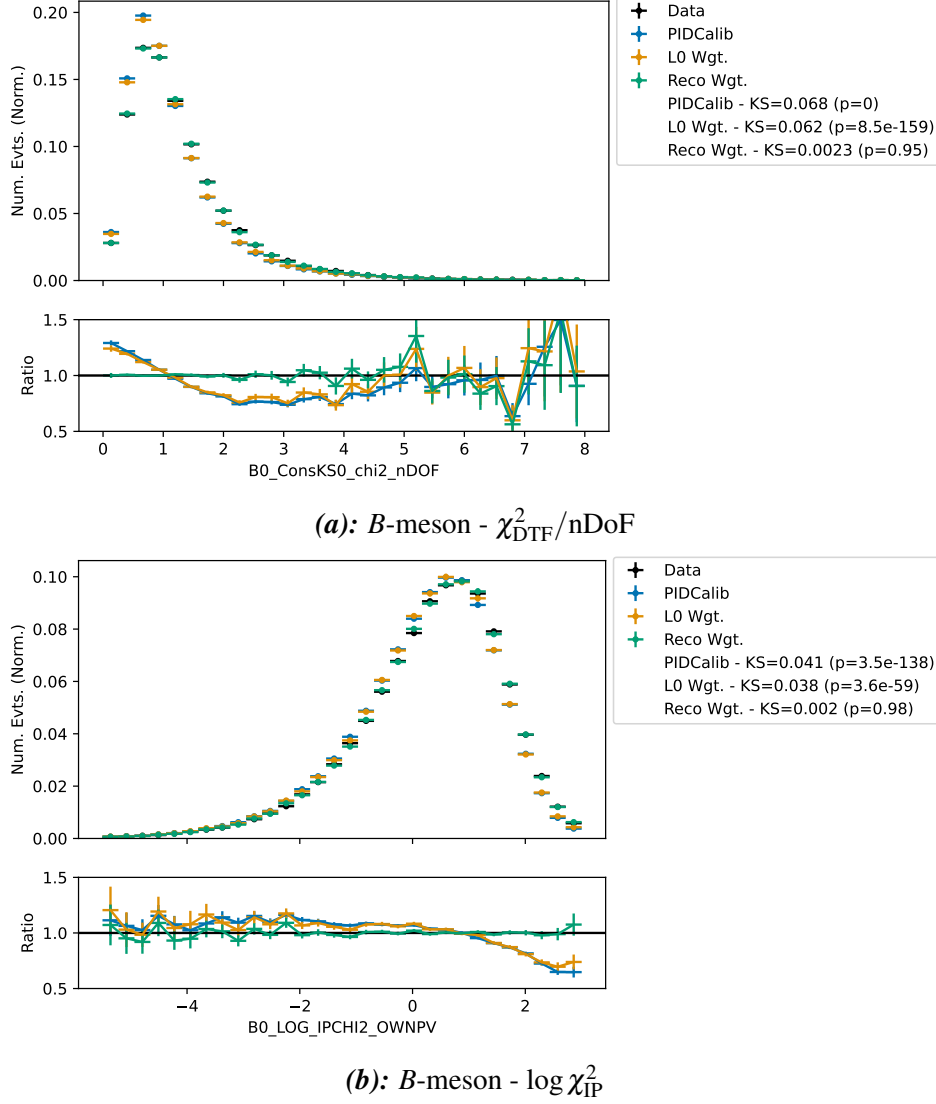 0.20
0.15
0.10
0.05
0.00
Num. Evts. (Norm.)
Data
PIDCalib
L0 Wgt.
Reco Wgt.
PIDCalib - KS=0.068 (p=0)
L0 Wgt. - KS=0.062 (p=8.5e-159)
Reco Wgt. - KS=0.0023 (p=0.95)
1.5
1.0
0.5
Ratio
0 1 2 3 4 5 6 7 8
B0_ConsKS0_chi2_nDOF
(a): B-meson - χ²_DTF/nDoF
0.10
0.08
0.06
0.04
0.02
0.00
Num. Evts. (Norm.)
Data
PIDCalib
L0 Wgt.
Reco Wgt.
PIDCalib - KS=0.041 (p=3.5e-138)
L0 Wgt. - KS=0.038 (p=3.6e-59)
Reco Wgt. - KS=0.002 (p=0.98)
1.5
1.0
0.5
Ratio
−4 −2 0 2
B0_LOG_IPCHI2_OWNPV
(b): B-meson - log χ²_IP